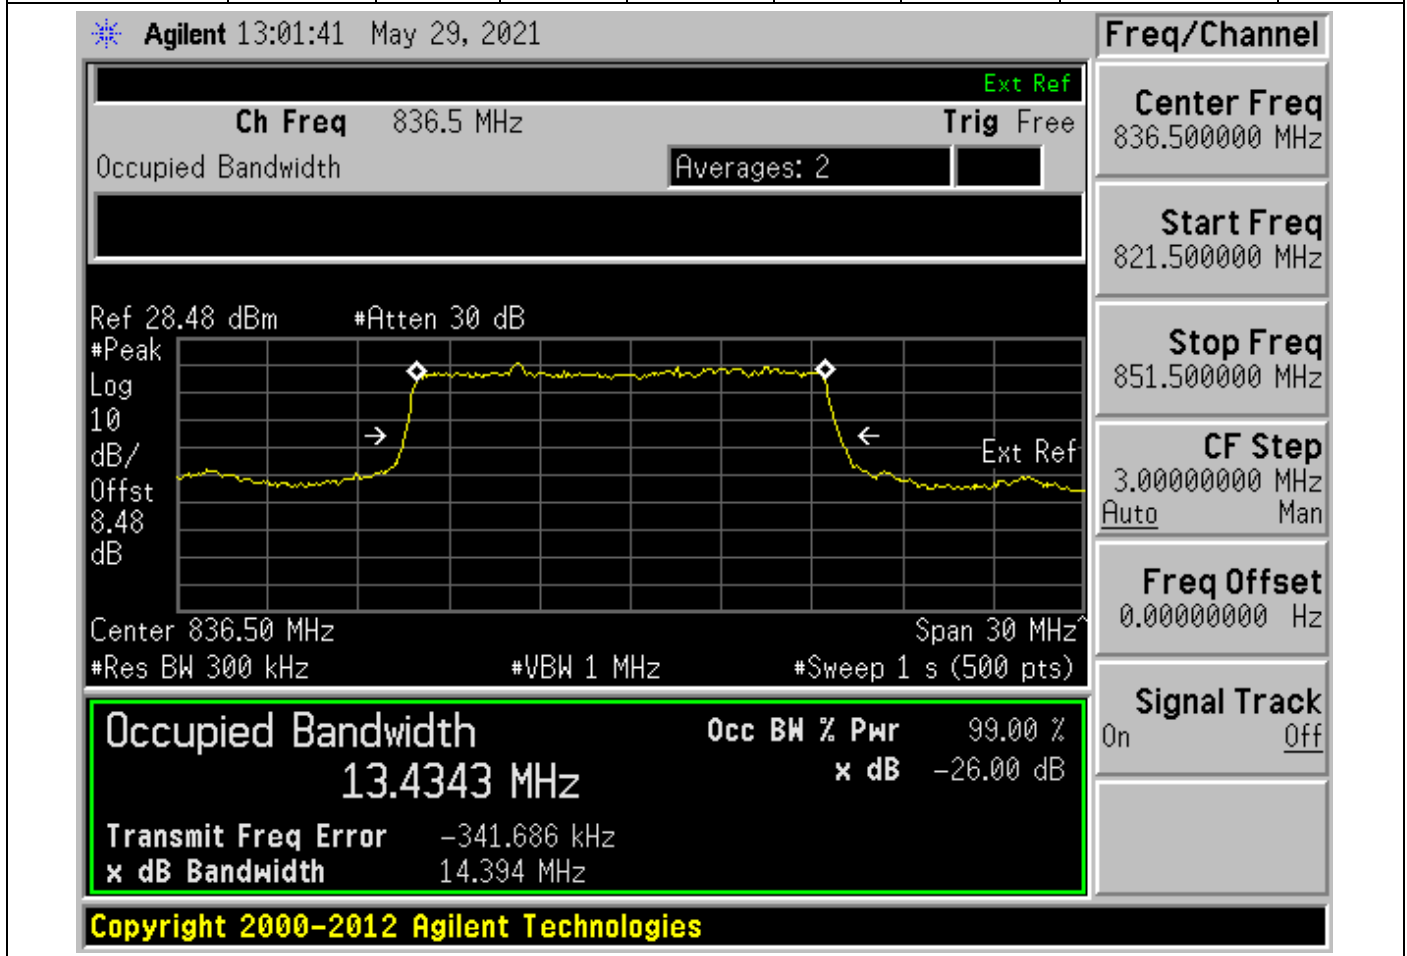 Agilent 13:01:41 May 29, 2021
Freq/Channel
Ext Ref
Ch Freq 836.5 MHz Trig Free
Occupied Bandwidth Averages: 2
Center Freq
836.500000 MHz
Start Freq
821.500000 MHz
Stop Freq
851.500000 MHz
CF Step
3.00000000 MHz
Auto Man
Freq Offset
0.00000000 Hz
Signal Track
On Off
Ref 28.48 dBm #Atten 30 dB
#Peak
Log
10
dB/
Offst
8.48
dB
Ext Ref
Center 836.50 MHz Span 30 MHz^
#Res BW 300 kHz #VBW 1 MHz #Sweep 1 s (500 pts)
Occupied Bandwidth Occ BW % Pwr 99.00 %
13.4343 MHz x dB -26.00 dB
Transmit Freq Error -341.686 kHz
x dB Bandwidth 14.394 MHz
Copyright 2000-2012 Agilent Technologies